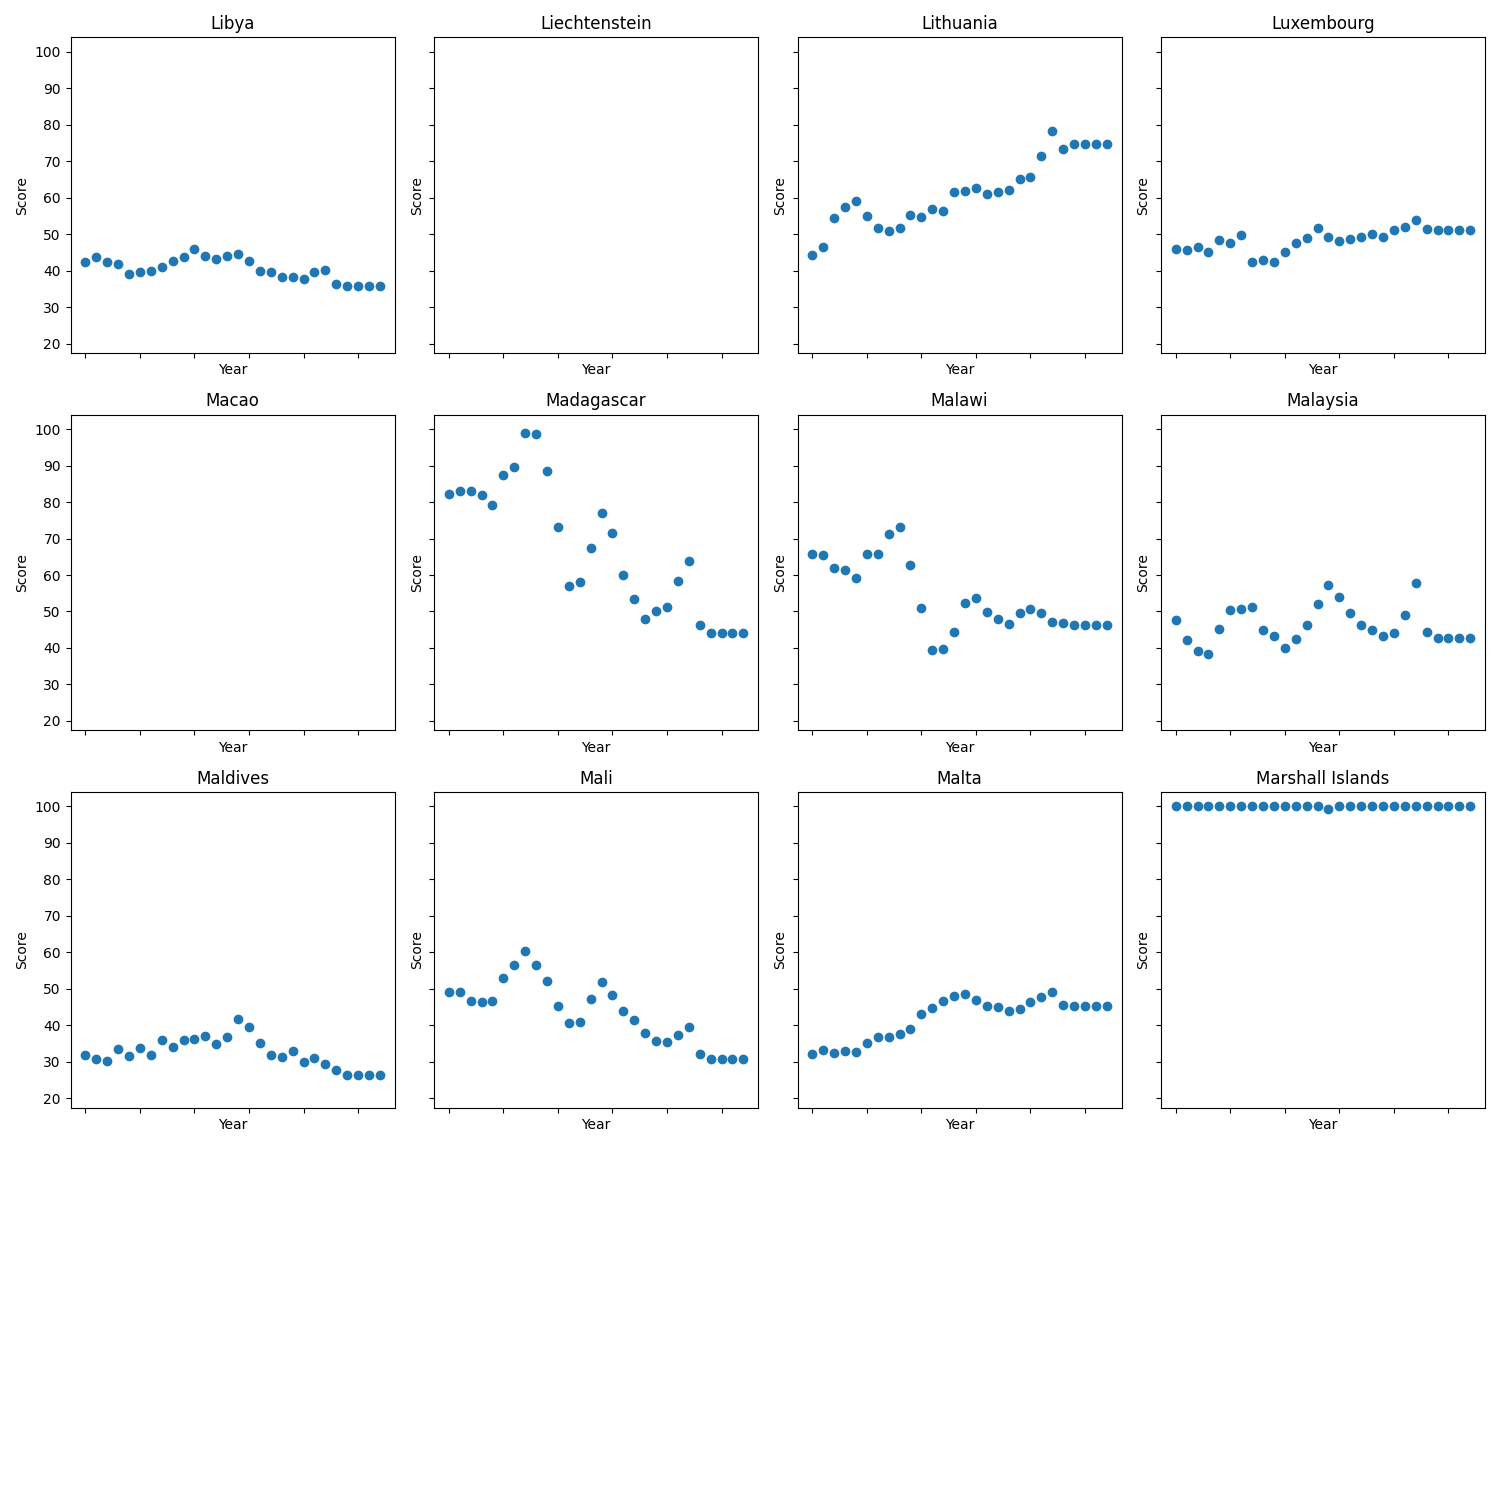 Libya
Liechtenstein
Lithuania
Luxembourg
100
90
80
70
60
50
40
30
20
Score
Score
Score
Score
Year
Year
Year
Year
Macao
Madagascar
Malawi
Malaysia
100
90
80
70
60
50
40
30
20
Score
Score
Score
Score
Year
Year
Year
Year
Maldives
Mali
Malta
Marshall Islands
100
90
80
70
60
50
40
30
20
Score
Score
Score
Score
Year
Year
Year
Year